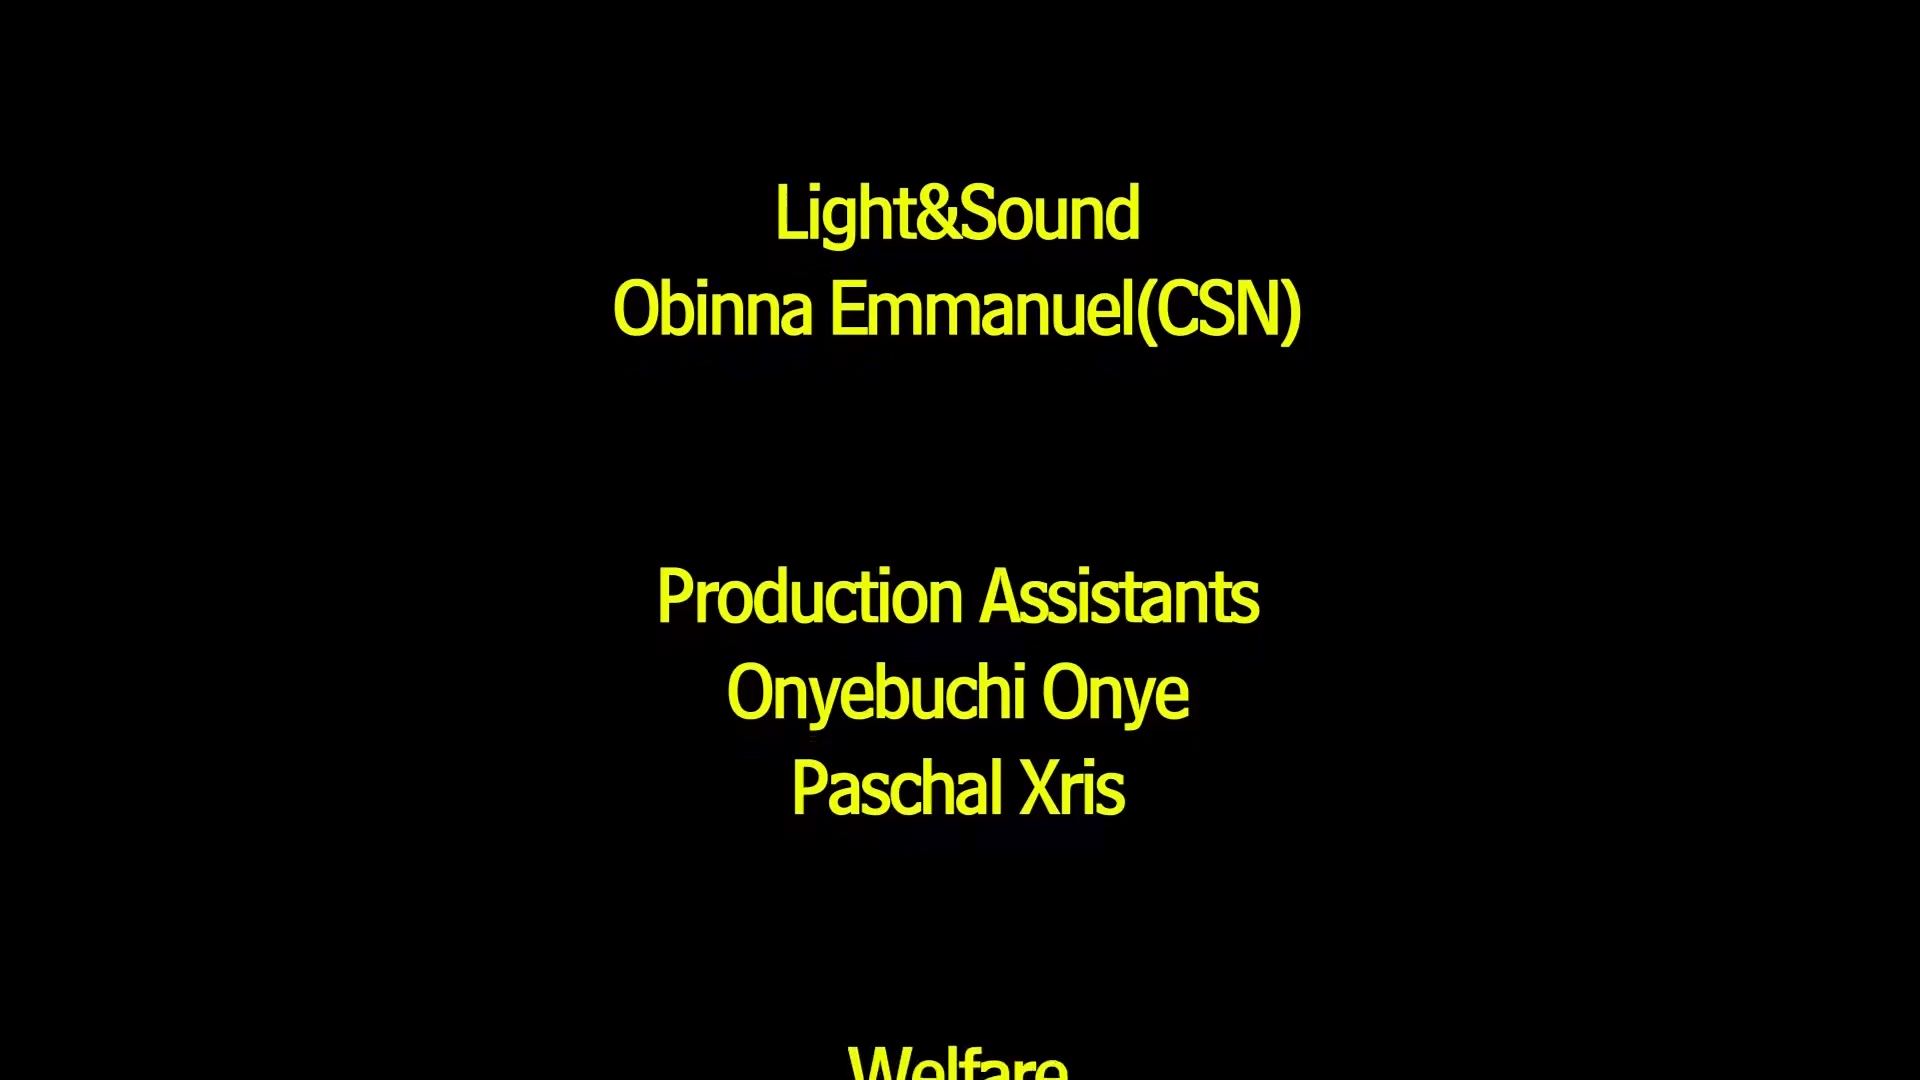 Light&Sound
Obinna Emmanuel(CSN)
Production Assistants
Onyebuchi Onye
Paschal Xris
Welfare